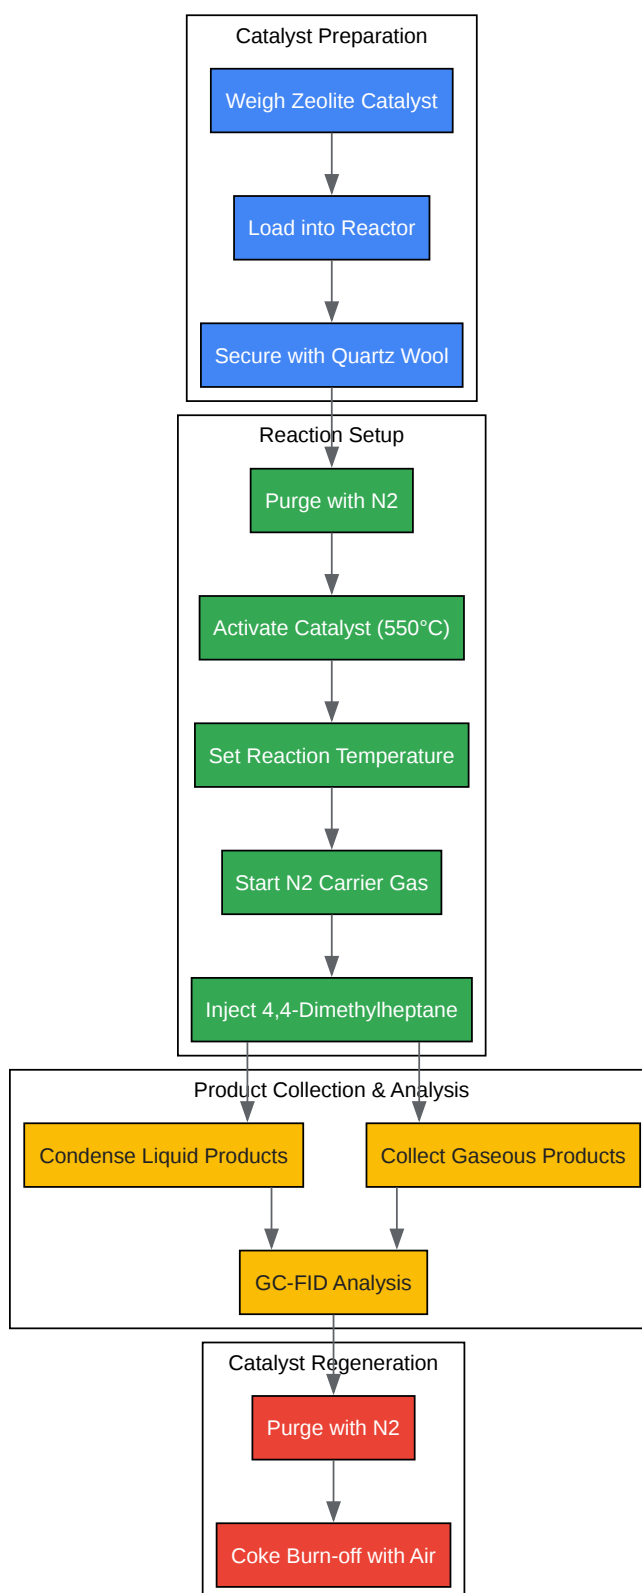 Catalyst Preparation
Weigh Zeolite Catalyst
Load into Reactor
Secure with Quartz Wool
Reaction Setup
Purge with N2
Activate Catalyst (550°C)
Set Reaction Temperature
Start N2 Carrier Gas
Inject 4,4-Dimethylheptane
Product Collection & Analysis
Condense Liquid Products
Collect Gaseous Products
GC-FID Analysis
Catalyst Regeneration
Purge with N2
Coke Burn-off with Air